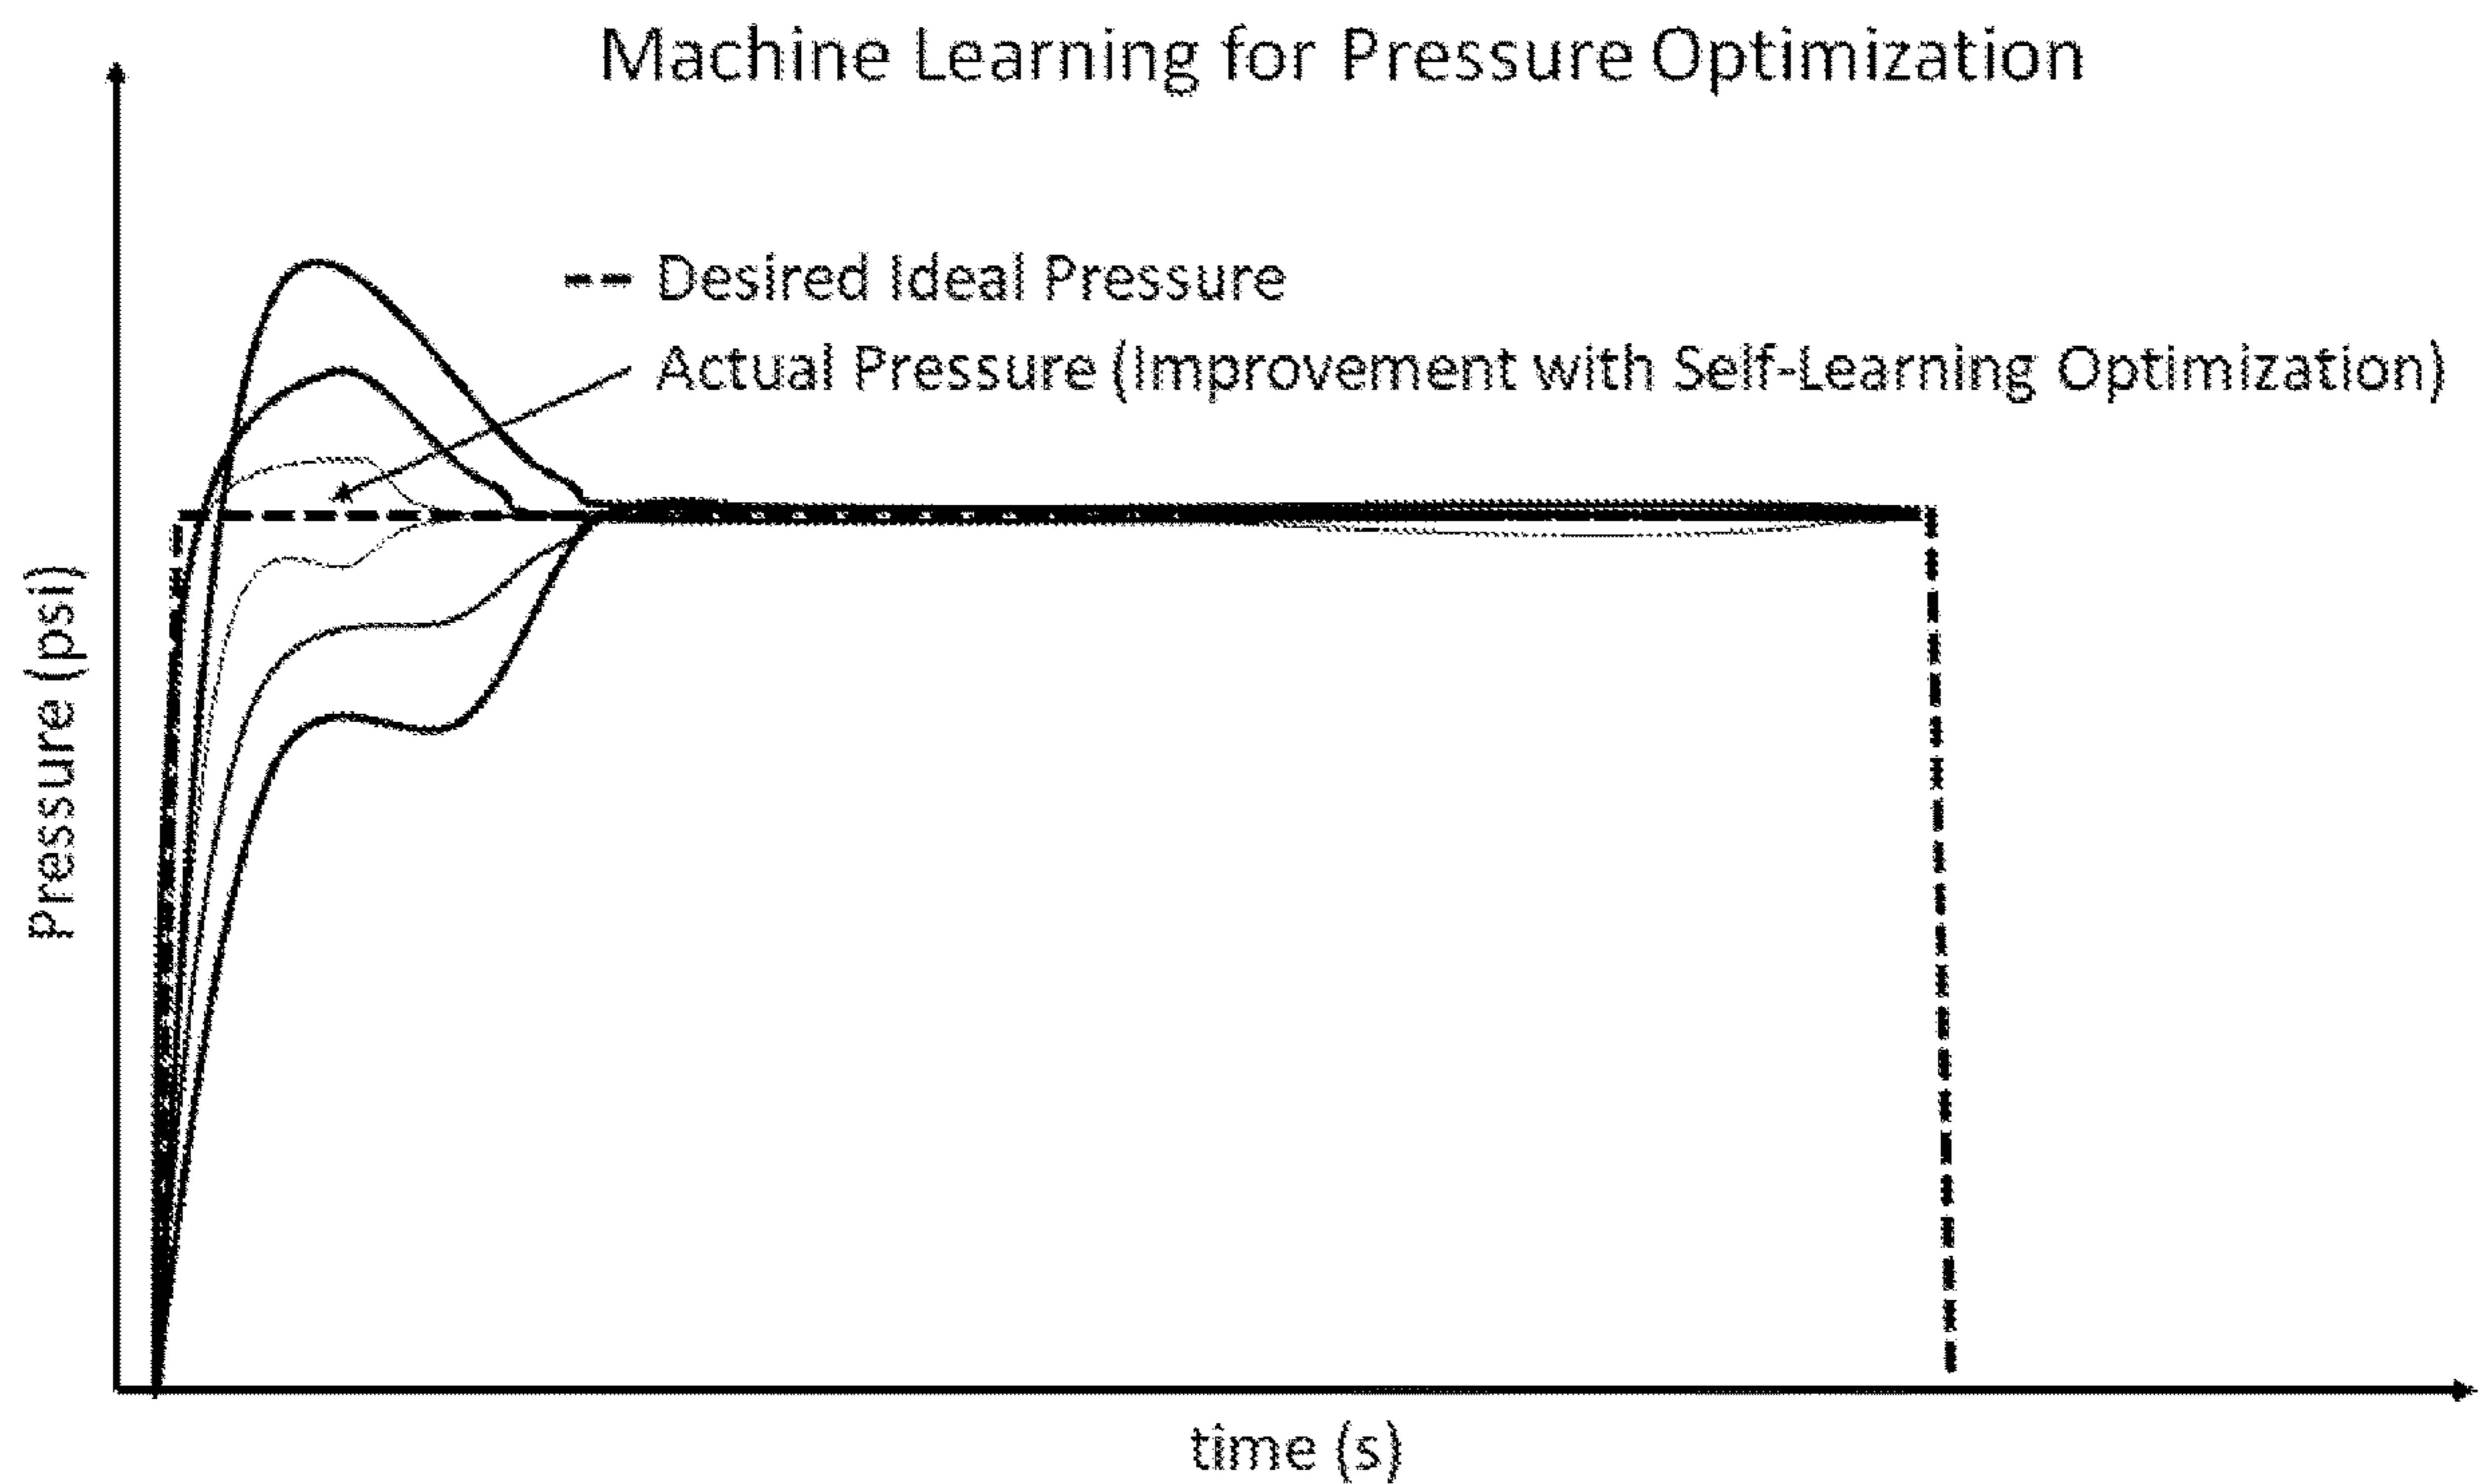 Machine Learning for Pressure Optimization
Desired Ideal Pressure
Actual Pressure (Improvement with Self-Learning Optimization)
Pressure (psi)
time (s)